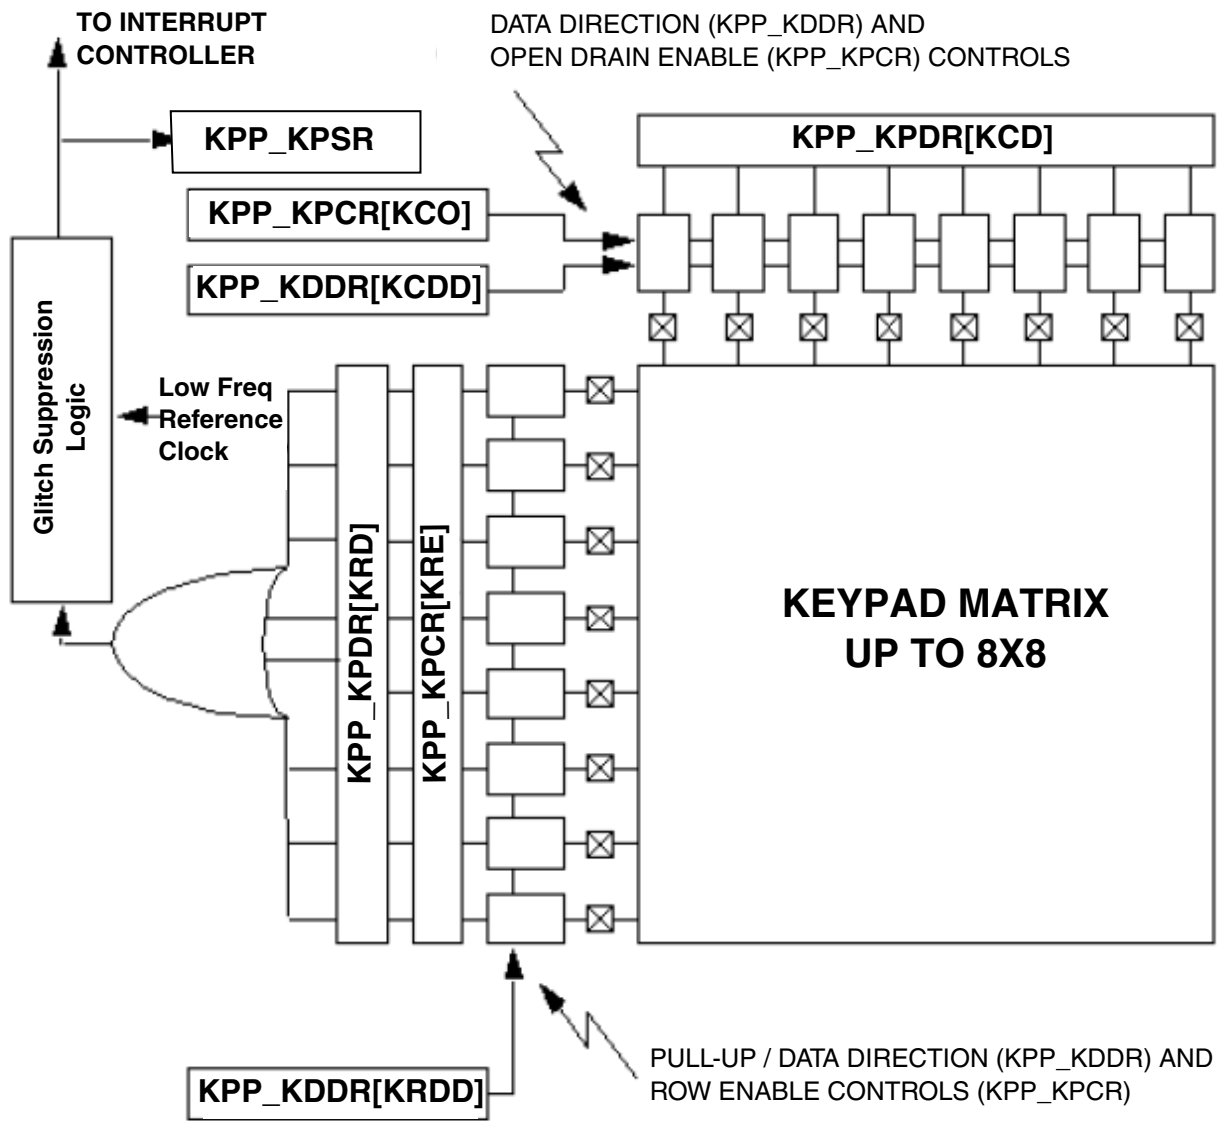 TO INTERRUPT
CONTROLLER
DATA DIRECTION (KPP_KDDR) AND
OPEN DRAIN ENABLE (KPP_KPCR) CONTROLS
KPP_KPSR
KPP_KPDR[KCD]
KPP_KPCR[KCO]
KPP_KDDR[KCDD]
Glitch Suppression
Logic
Low Freq
Reference
Clock
KPP_KPDR[KRD]
KPP_KPCR[KRE]
KEYPAD MATRIX
UP TO 8X8
KPP_KDDR[KRDD]
PULL-UP / DATA DIRECTION (KPP_KDDR) AND
ROW ENABLE CONTROLS (KPP_KPCR)